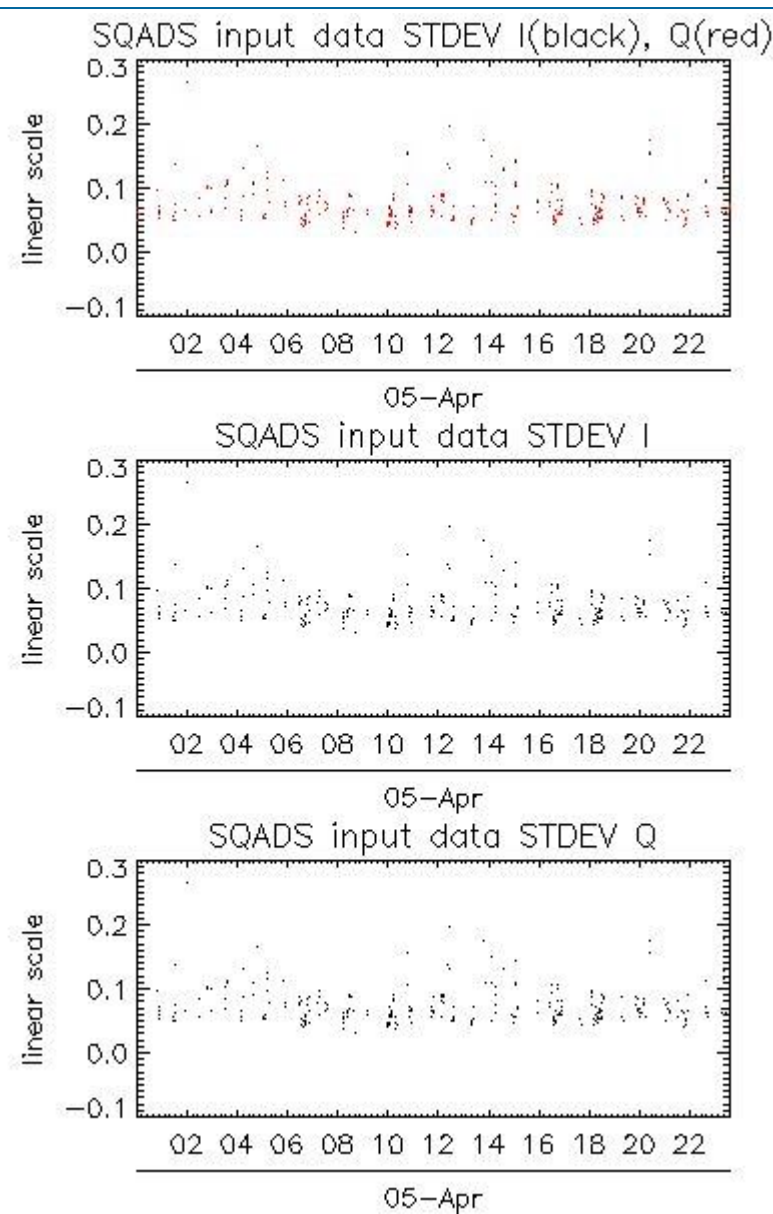 SQADS input data STDEV I(black), Q(red)
0.3
0.2
0.1
0.0
−0.1
linear scale
02 04 06 08 10 12 14 16 18 20 22
05−Apr
SQADS input data STDEV I
0.3
0.2
0.1
0.0
−0.1
linear scale
02 04 06 08 10 12 14 16 18 20 22
05−Apr
SQADS input data STDEV Q
0.3
0.2
0.1
0.0
−0.1
linear scale
02 04 06 08 10 12 14 16 18 20 22
05−Apr